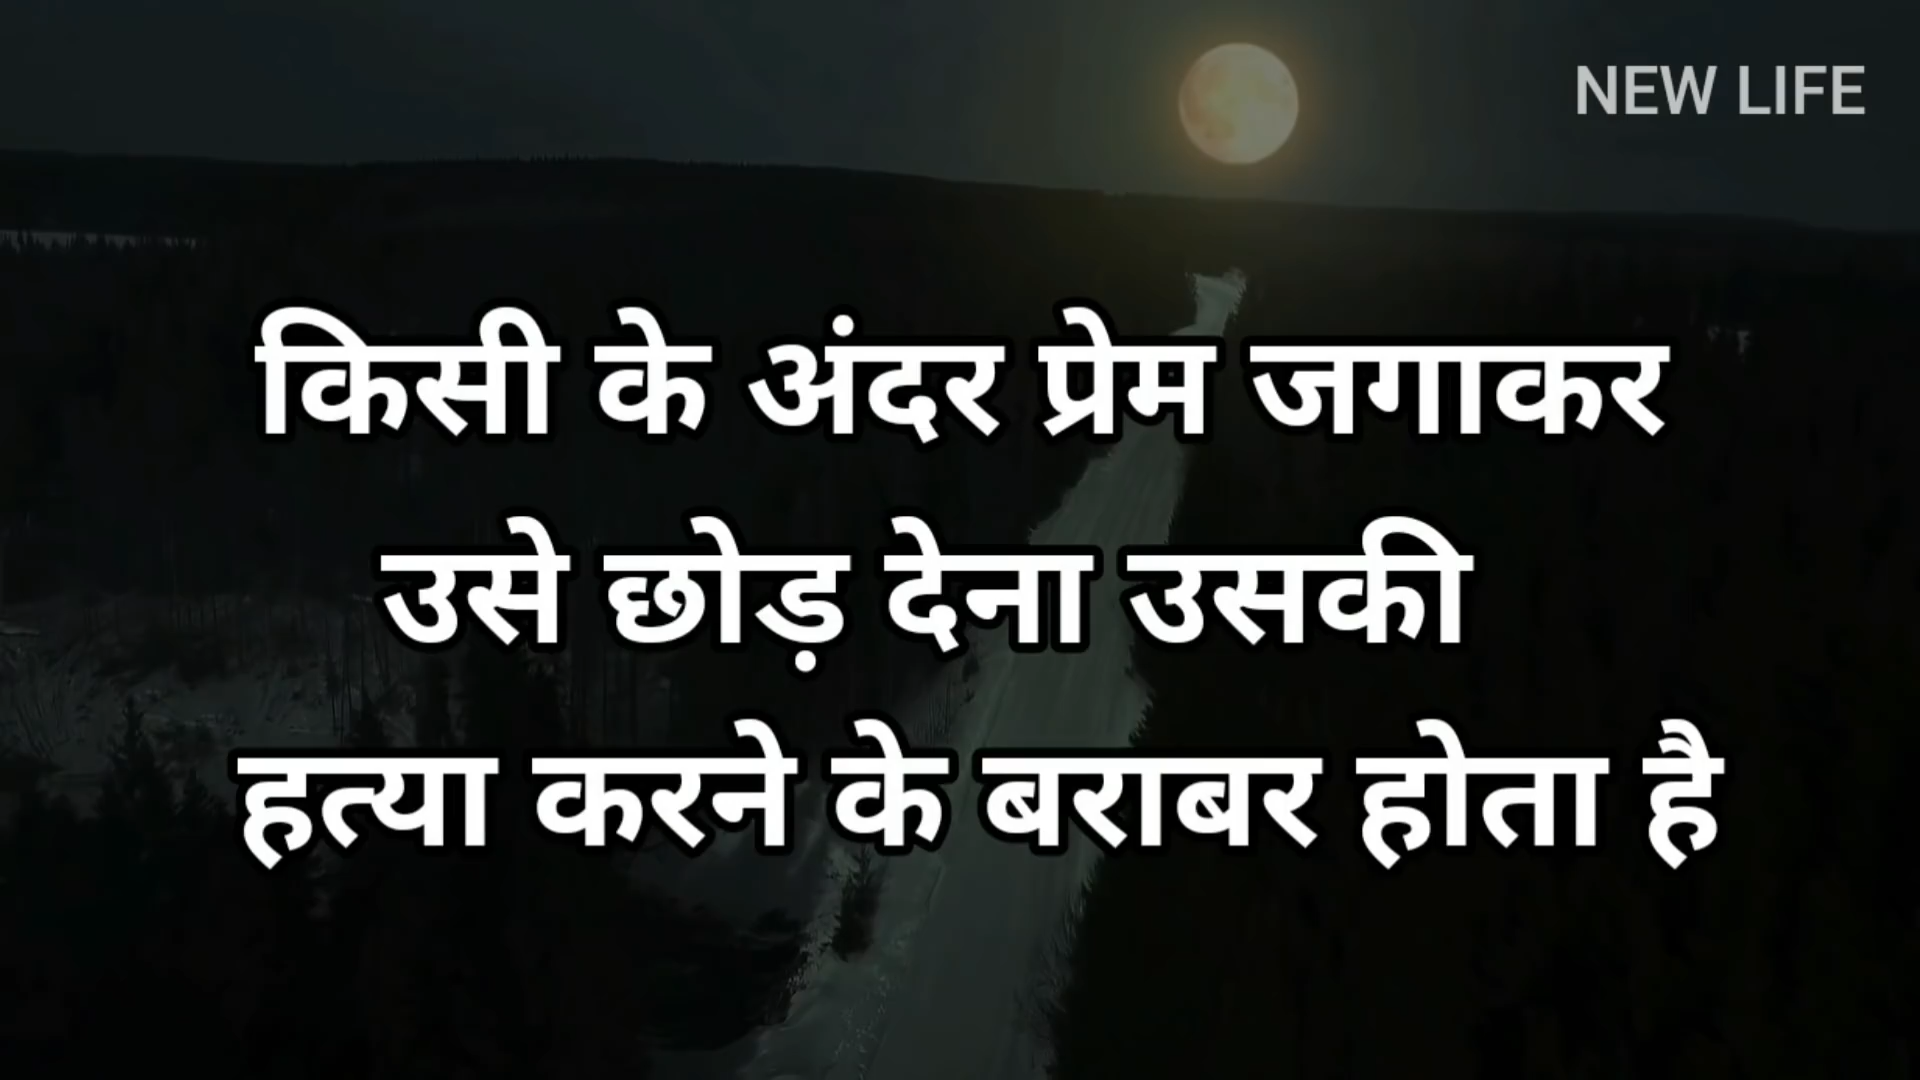 NEW LIFE
किसी के अंदर प्रेम जगाकर
उसे छोड़ देना उसकी
हत्या करने के बराबर होता है